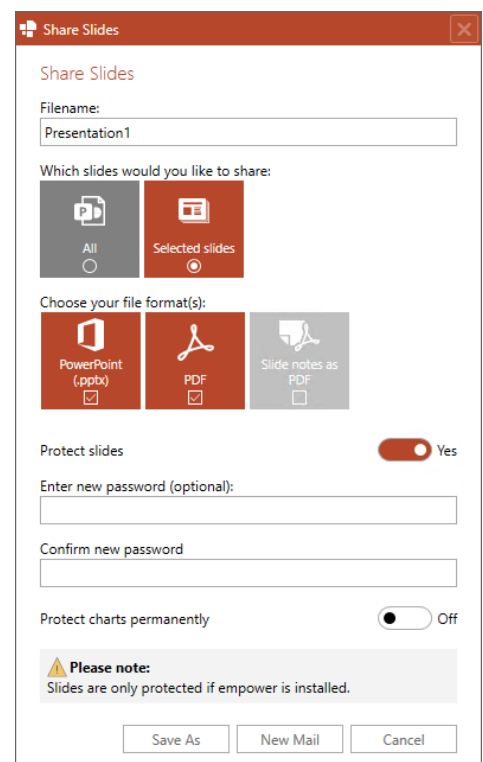 Share Slides
Share Slides
Filename:
Presentation1
Which slides would you like to share:
All
Selected slides
Choose your file format(s):
PowerPoint
(.pptx)
PDF
Slide notes as
PDF
Protect slides
Yes
Enter new password (optional):
Confirm new password
Protect charts permanently
Off
Please note:
Slides are only protected if empower is installed.
Save As
New Mail
Cancel